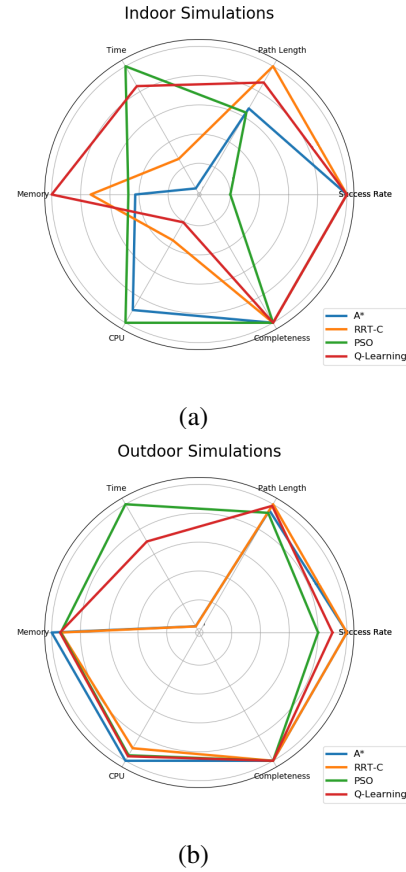 Indoor Simulations
Time
Path Length
Memory
Success Rate
CPU
Completeness
A*
RRT-C
PSO
Q-Learning
(a)
Outdoor Simulations
Time
Path Length
Memory
Success Rate
CPU
Completeness
A*
RRT-C
PSO
Q-Learning
(b)